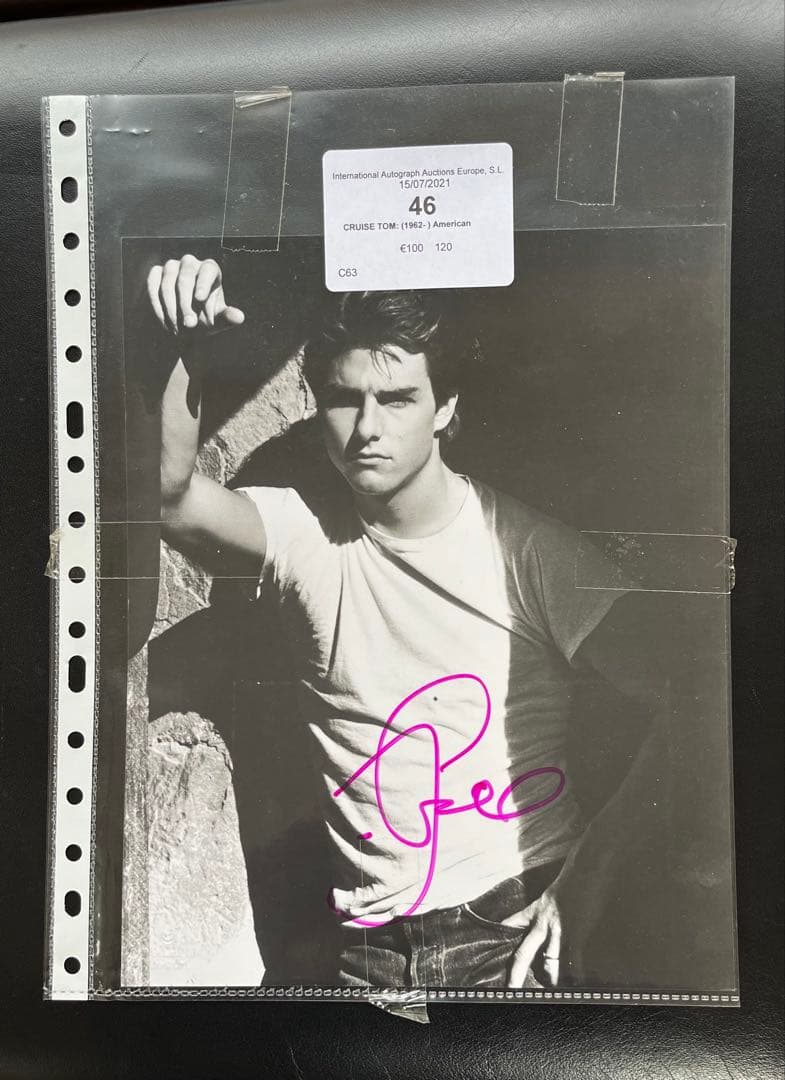 International Autograph Auctions Europe, S.L.
15/07/2021
46
CRUISE TOM: (1962- ) American
€100 120
C63